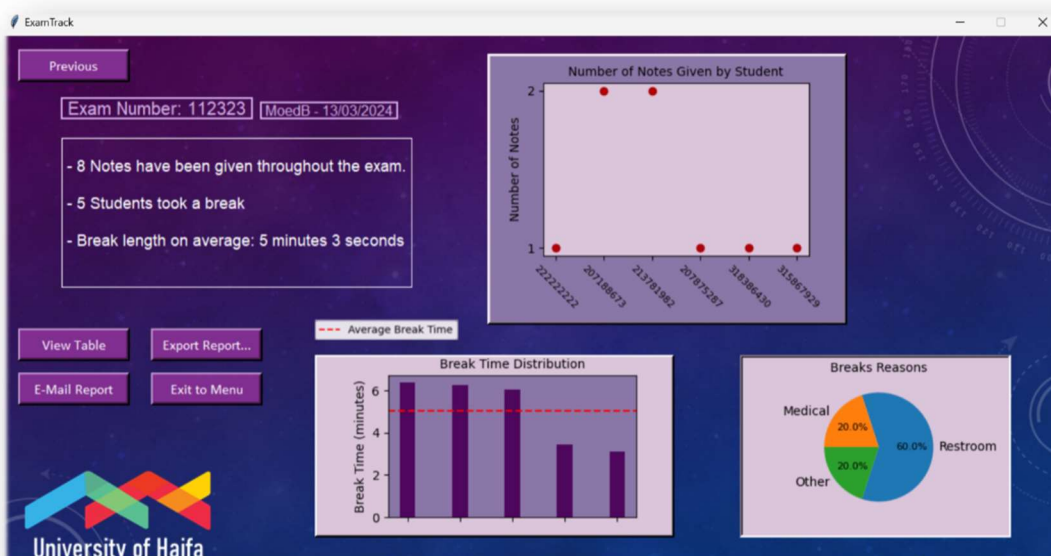 ExamTrack
Previous
Exam Number: 112323
MoedB - 13/03/2024
- 8 Notes have been given throughout the exam.
- 5 Students took a break
- Break length on average: 5 minutes 3 seconds
Number of Notes Given by Student
Number of Notes
2
1
222222222
207188673
213781982
207875287
318386430
315867929
View Table
Export Report...
E-Mail Report
Exit to Menu
Average Break Time
Break Time Distribution
Break Time (minutes)
6
4
2
0
Breaks Reasons
Medical
20.0%
60.0%
Restroom
20.0%
Other
University of Haifa